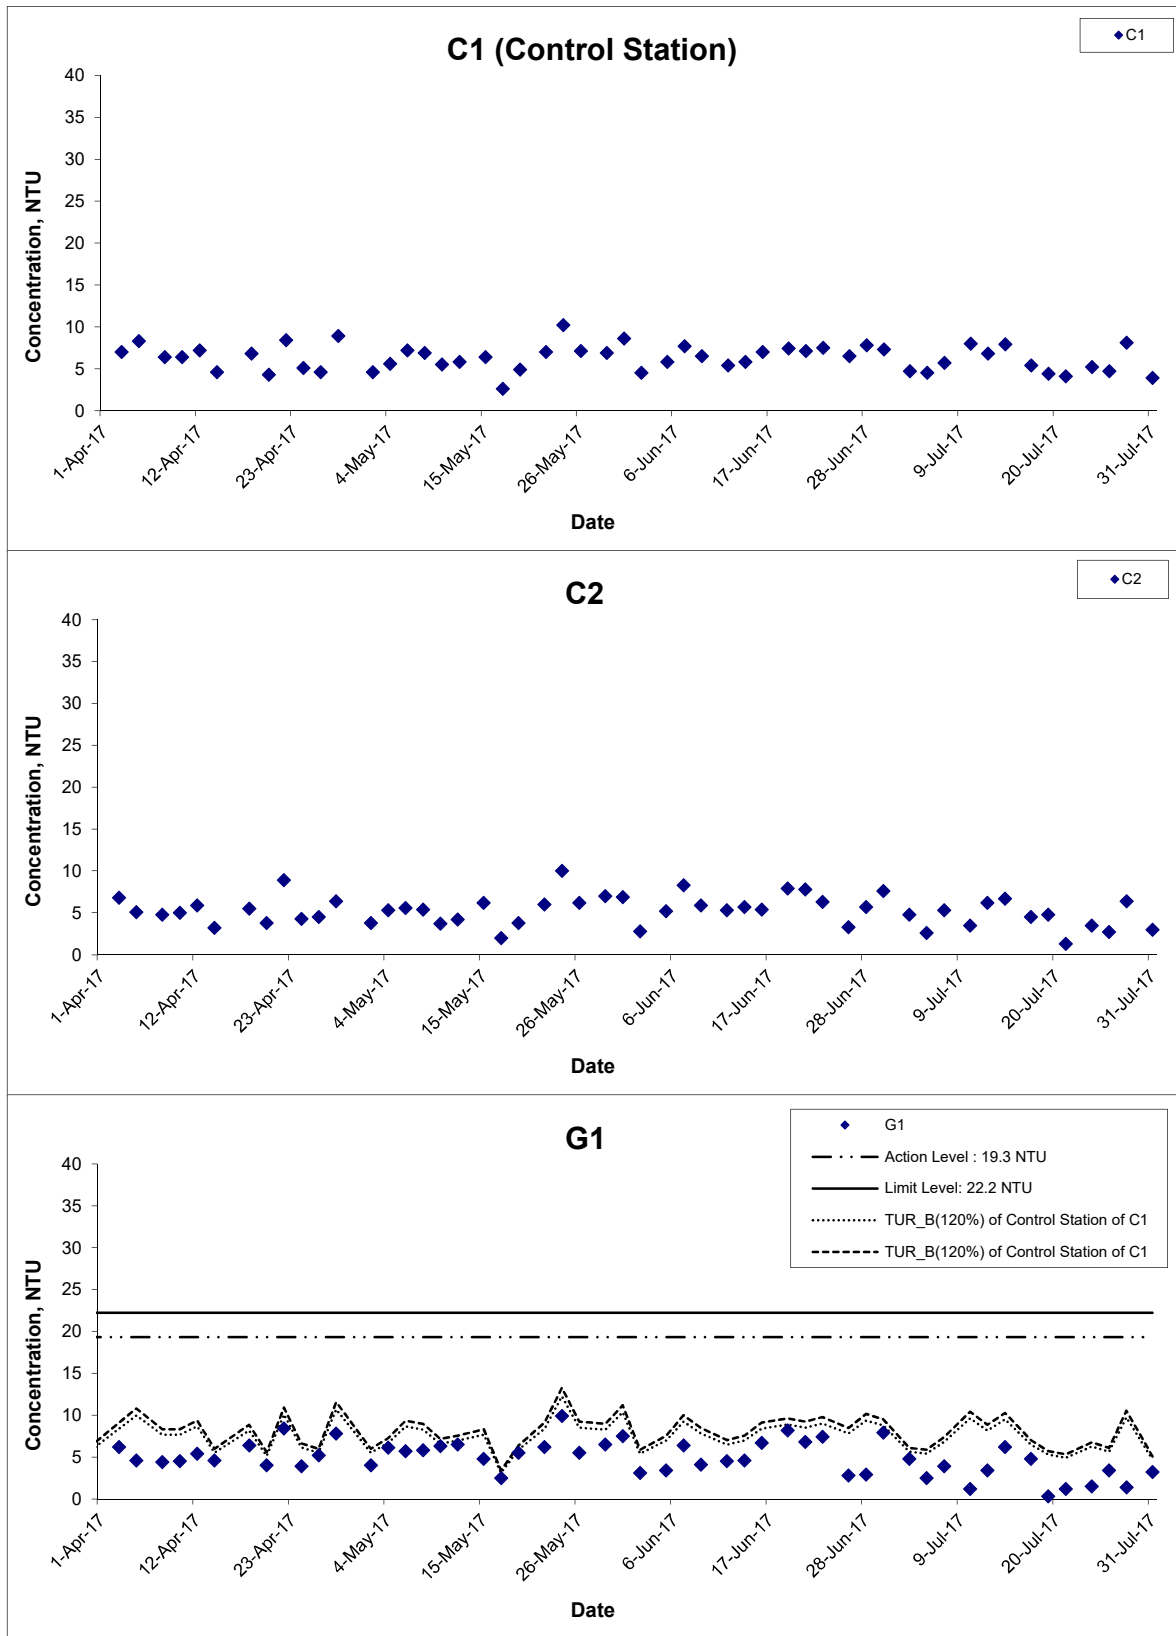 C1 (Control Station)
C1
Concentration, NTU
40
35
30
25
20
15
10
5
0
1-Apr-17
12-Apr-17
23-Apr-17
4-May-17
15-May-17
26-May-17
6-Jun-17
17-Jun-17
28-Jun-17
9-Jul-17
20-Jul-17
31-Jul-17
Date
C2
C2
Concentration, NTU
40
35
30
25
20
15
10
5
0
1-Apr-17
12-Apr-17
23-Apr-17
4-May-17
15-May-17
26-May-17
6-Jun-17
17-Jun-17
28-Jun-17
9-Jul-17
20-Jul-17
31-Jul-17
Date
G1
G1
Action Level : 19.3 NTU
Limit Level: 22.2 NTU
TUR_B(120%) of Control Station of C1
TUR_B(120%) of Control Station of C1
Concentration, NTU
40
35
30
25
20
15
10
5
0
1-Apr-17
12-Apr-17
23-Apr-17
4-May-17
15-May-17
26-May-17
6-Jun-17
17-Jun-17
28-Jun-17
9-Jul-17
20-Jul-17
31-Jul-17
Date